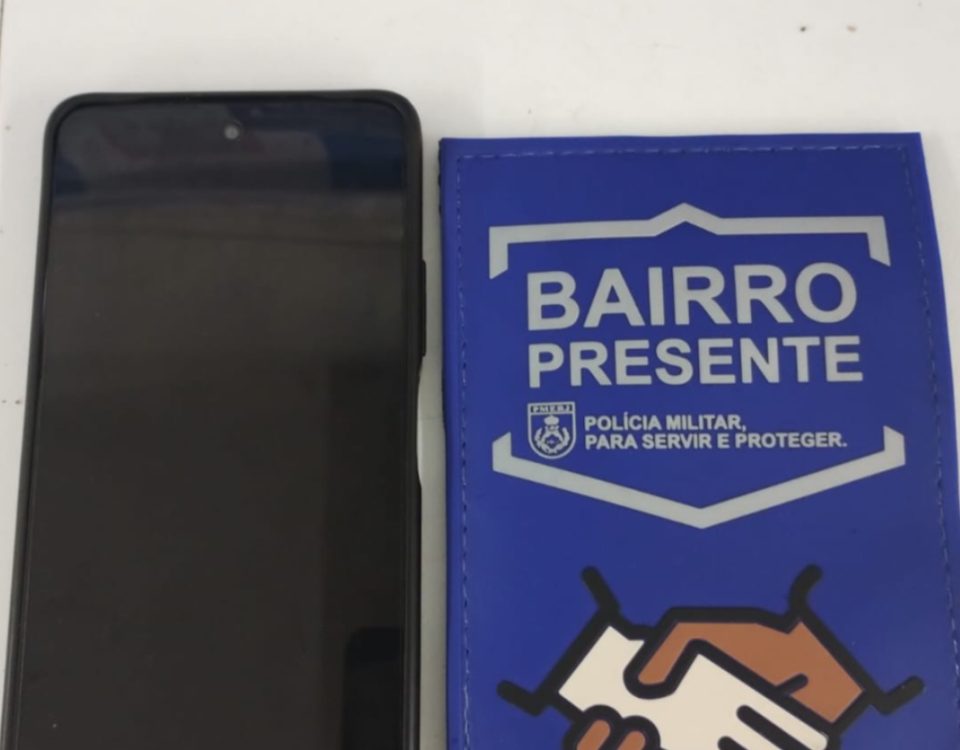 BAIRRO
PRESENTE
PMERJ
POLÍCIA MILITAR,
PARA SERVIR E PROTEGER.